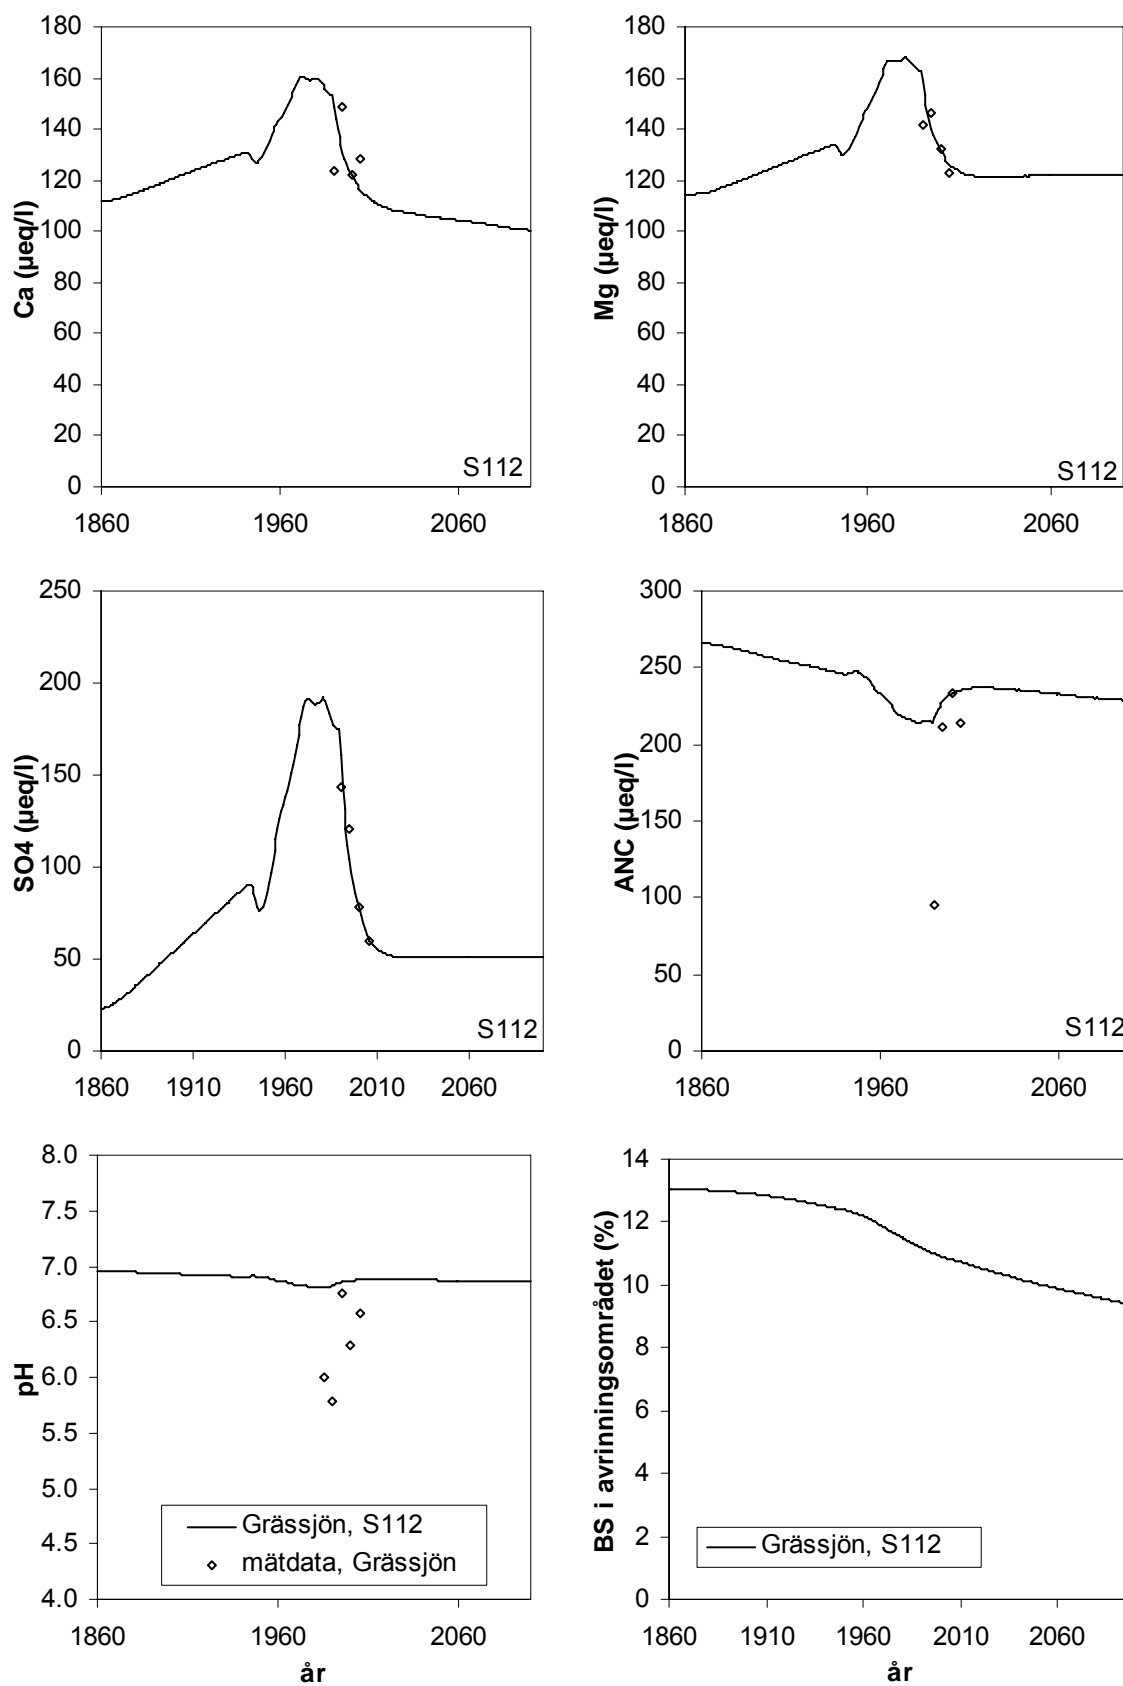 180
160
140
120
100
80
60
40
20
0
Ca (µeq/l)
S112
1860 1960 2060
180
160
140
120
100
80
60
40
20
0
Mg (µeq/l)
S112
1860 1960 2060
250
200
150
100
50
0
SO4 (µeq/l)
S112
1860 1910 1960 2010 2060
300
250
200
150
100
50
0
ANC (µeq/l)
S112
1860 1960 2060
8.0
7.5
7.0
6.5
6.0
5.5
5.0
4.5
4.0
pH
Grässjön, S112
mätdata, Grässjön
1860 1960 2060
år
14
12
10
8
6
4
2
0
BS i avrinningsområdet (%)
Grässjön, S112
1860 1910 1960 2010 2060
år